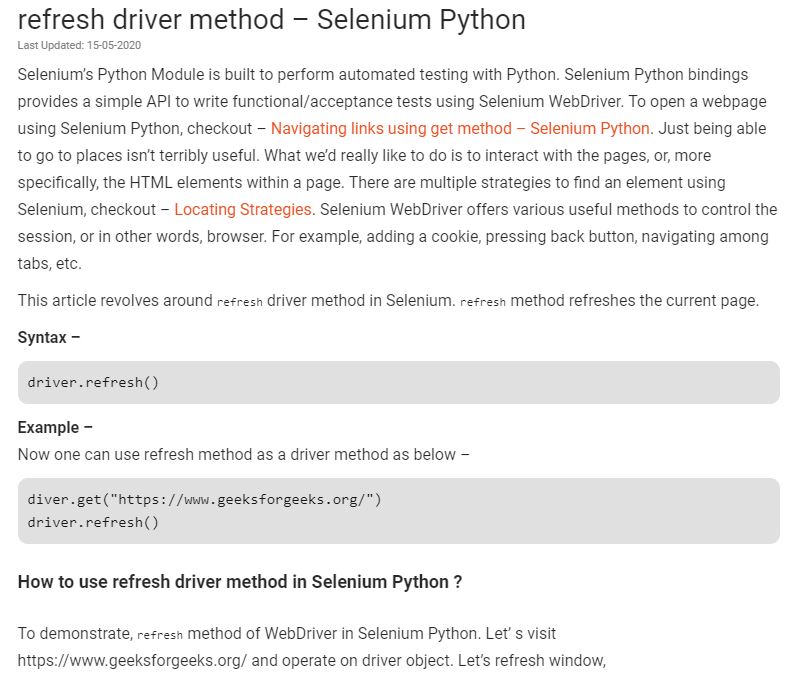 refresh driver method – Selenium Python
Last Updated: 15-05-2020
Selenium's Python Module is built to perform automated testing with Python. Selenium Python bindings
provides a simple API to write functional/acceptance tests using Selenium WebDriver. To open a webpage
using Selenium Python, checkout – Navigating links using get method – Selenium Python. Just being able
to go to places isn't terribly useful. What we'd really like to do is to interact with the pages, or, more
specifically, the HTML elements within a page. There are multiple strategies to find an element using
Selenium, checkout – Locating Strategies. Selenium WebDriver offers various useful methods to control the
session, or in other words, browser. For example, adding a cookie, pressing back button, navigating among
tabs, etc.
This article revolves around refresh driver method in Selenium. refresh method refreshes the current page.
Syntax –
driver.refresh()
Example –
Now one can use refresh method as a driver method as below –
diver.get("https://www.geeksforgeeks.org/")
driver.refresh()
How to use refresh driver method in Selenium Python ?
To demonstrate, refresh method of WebDriver in Selenium Python. Let' s visit
https://www.geeksforgeeks.org/ and operate on driver object. Let's refresh window,